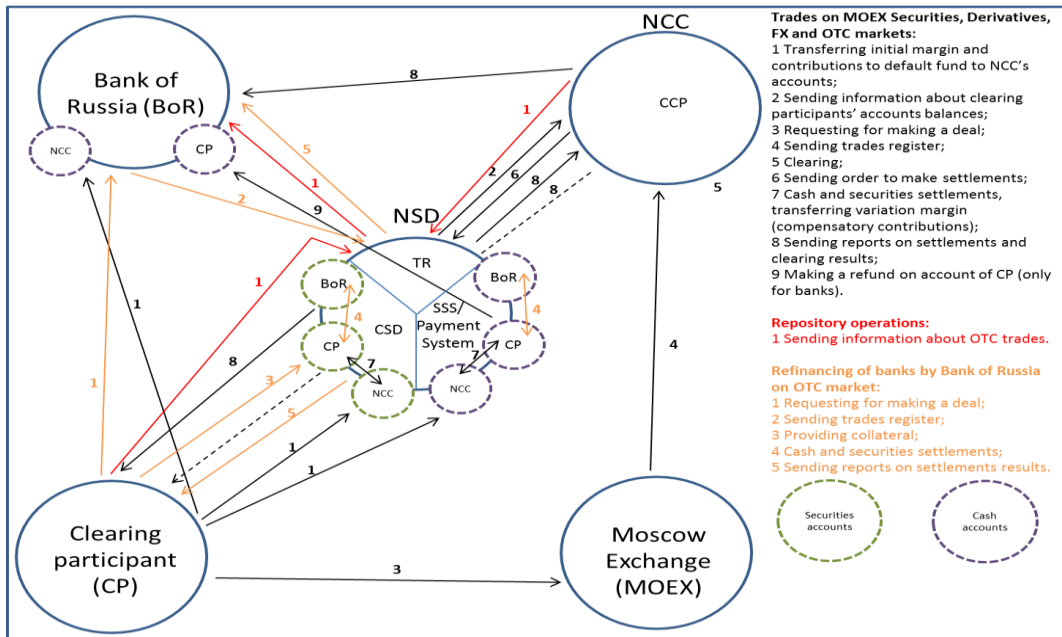 NCC
Bank of
Russia (BoR)
NCC
CP
CCP
8
1
5
1
2
6
8
8
5
2
9
NSD
TR
BoR
BoR
1
4
SSS/
Payment
System
4
CSD
CP
CP
7
7
NCC
NCC
1
8
3
5
1
1
1
4
Clearing
participant
(CP)
3
Moscow
Exchange
(MOEX)
Trades on MOEX Securities, Derivatives,
FX and OTC markets:
1 Transferring initial margin and
contributions to default fund to NCC's
accounts;
2 Sending information about clearing
participants' accounts balances;
3 Requesting for making a deal;
4 Sending trades register;
5 Clearing;
6 Sending order to make settlements;
7 Cash and securities settlements,
transferring variation margin
(compensatory contributions);
8 Sending reports on settlements and
clearing results;
9 Making a refund on account of CP (only
for banks).
Repository operations:
1 Sending information about OTC trades.
Refinancing of banks by Bank of Russia
on OTC market:
1 Requesting for making a deal;
2 Sending trades register;
3 Providing collateral;
4 Cash and securities settlements;
5 Sending reports on settlements results.
Securities
accounts
Cash
accounts